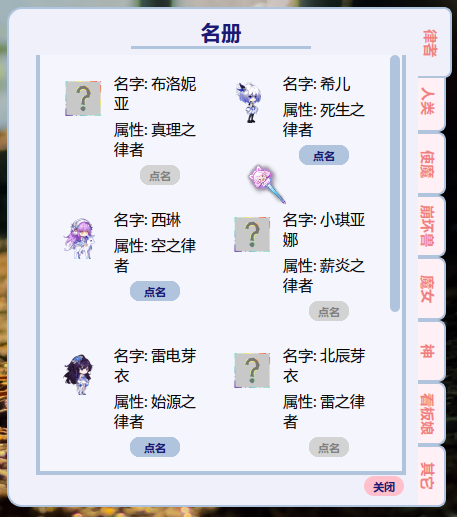 名册
名字: 布洛妮
亚
属性: 真理之
律者
点名
名字: 希儿
属性: 死生之
律者
点名
名字: 西琳
属性: 空之律
者
点名
名字: 小琪亚
娜
属性: 薪炎之
律者
点名
名字: 雷电芽
衣
属性: 始源之
律者
点名
名字: 北辰芽
衣
属性: 雷之律
者
点名
关闭
律者
人类
使魔
崩坏兽
魔女
神
看板娘
其它